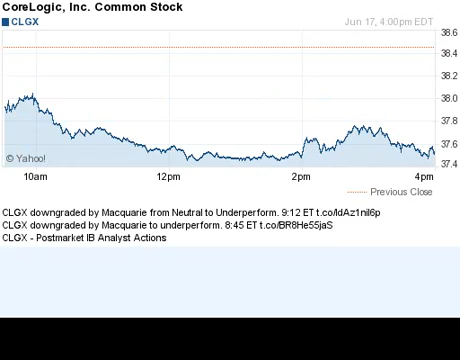 CoreLogic, Inc. Common Stock
CLGX Jun 17, 4:00pm EDT
38.6
38.4
38.2
38.0
37.8
37.6
37.4
© Yahoo!
10am 12pm 2pm 4pm
Previous Close
CLGX downgraded by Macquarie from Neutral to Underperform. 9:12 ET t.co/IdAz1nil6p
CLGX downgraded by Macquarie to underperform. 8:45 ET t.co/BR8He55jaS
CLGX - Postmarket IB Analyst Actions